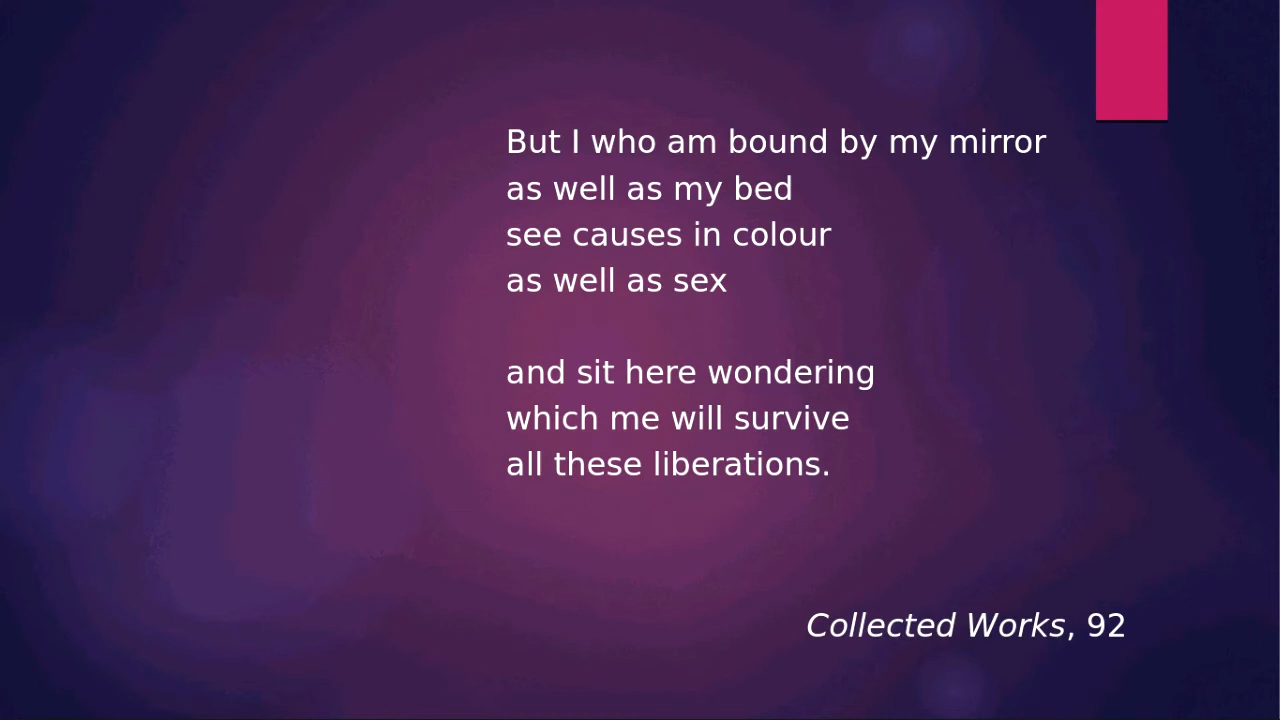 But I who am bound by my mirror
as well as my bed
see causes in colour
as well as sex
and sit here wondering
which me will survive
all these liberations.
Collected Works, 92